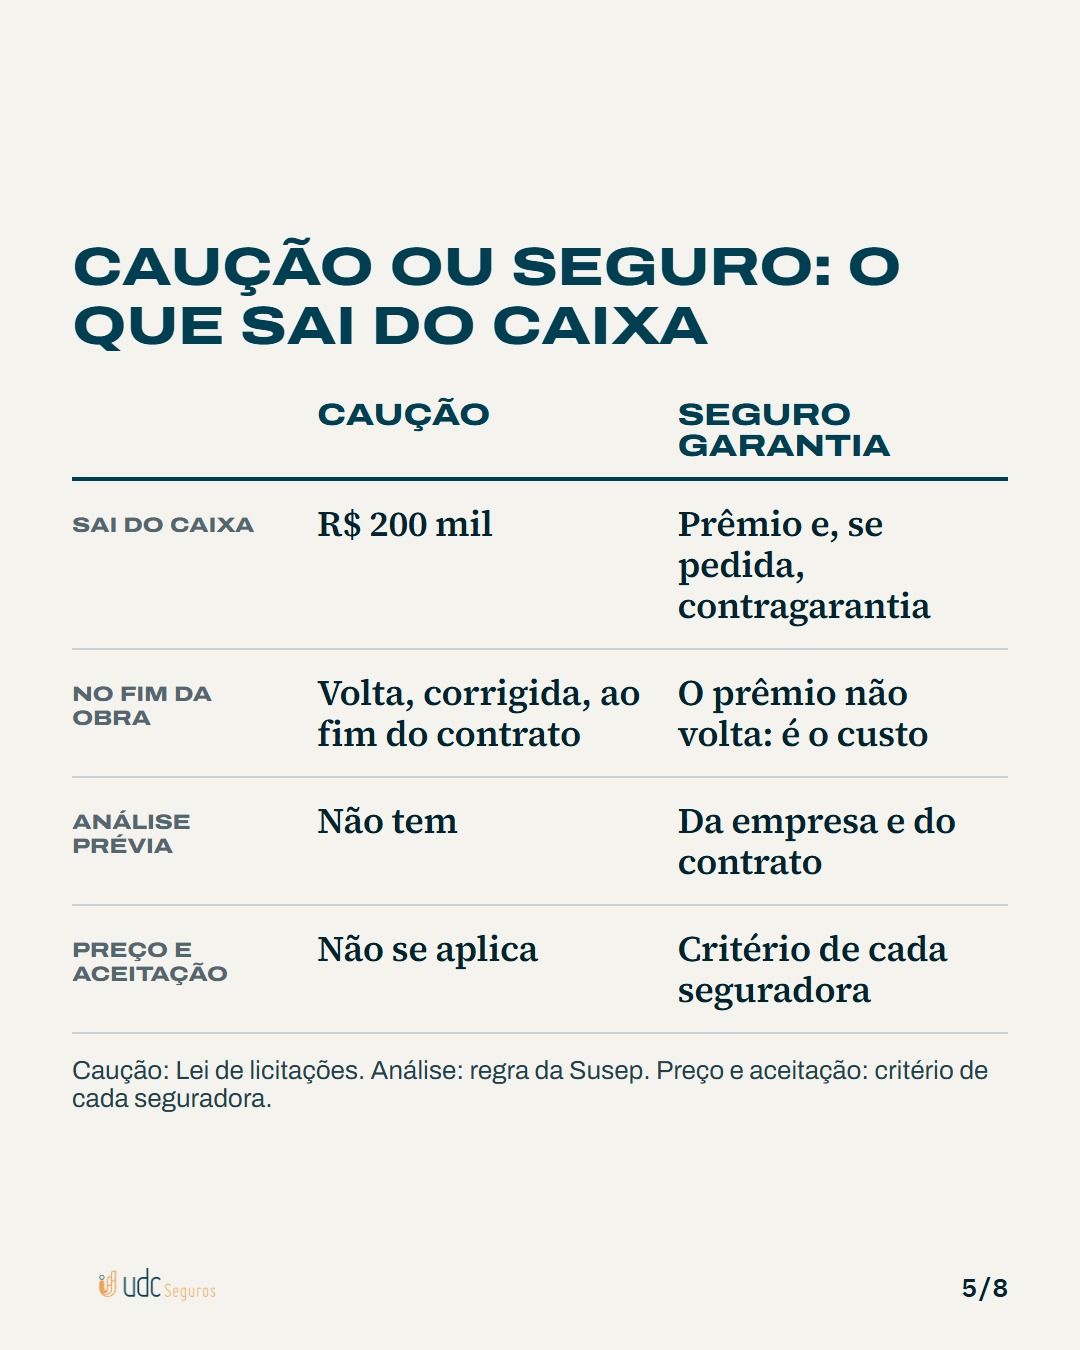 CAUÇÃO OU SEGURO: O
QUE SAI DO CAIXA
CAUÇÃO
SEGURO
GARANTIA
SAI DO CAIXA
R$ 200 mil
Prêmio e, se
pedida,
contragarantia
NO FIM DA
OBRA
Volta, corrigida, ao
fim do contrato
O prêmio não
volta: é o custo
ANÁLISE
PRÉVIA
Não tem
Da empresa e do
contrato
PREÇO E
ACEITAÇÃO
Não se aplica
Critério de cada
seguradora
Caução: Lei de licitações. Análise: regra da Susep. Preço e aceitação: critério de
cada seguradora.
udc Seguros
5/8